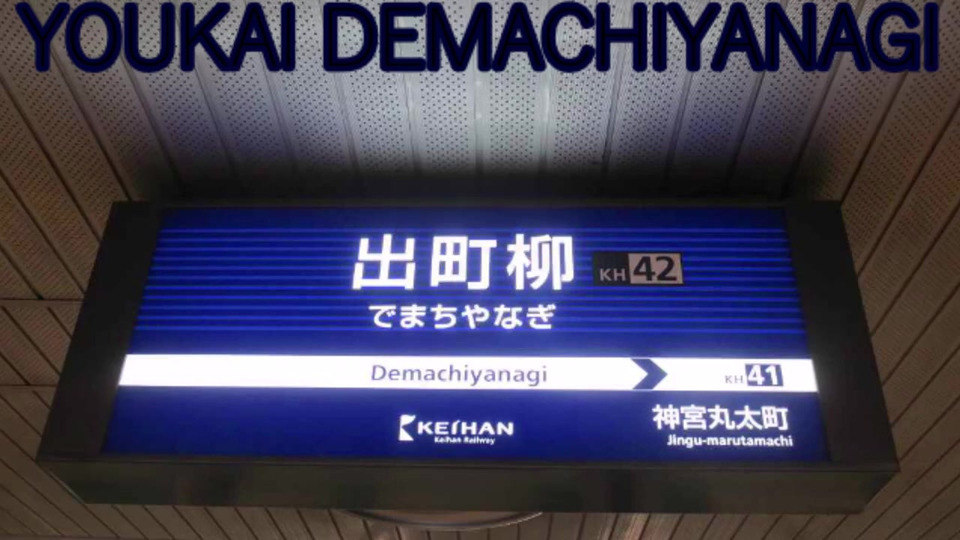 YOUKAI DEMACHIYANAGI
出町柳 KH 42
でまちやなぎ
Demachiyanagi KH 41
KEIHAN
Keihan Railway
神宮丸太町
Jingu-marutamachi